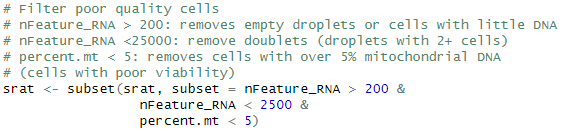 # Filter poor quality cells
# nFeature_RNA > 200: removes empty droplets or cells with little DNA
# nFeature_RNA <25000: remove doublets (droplets with 2+ cells)
# percent.mt < 5: removes cells with over 5% mitochondrial DNA
# (cells with poor viability)
srat <- subset(srat, subset = nFeature_RNA > 200 &
nFeature_RNA < 2500 &
percent.mt < 5)